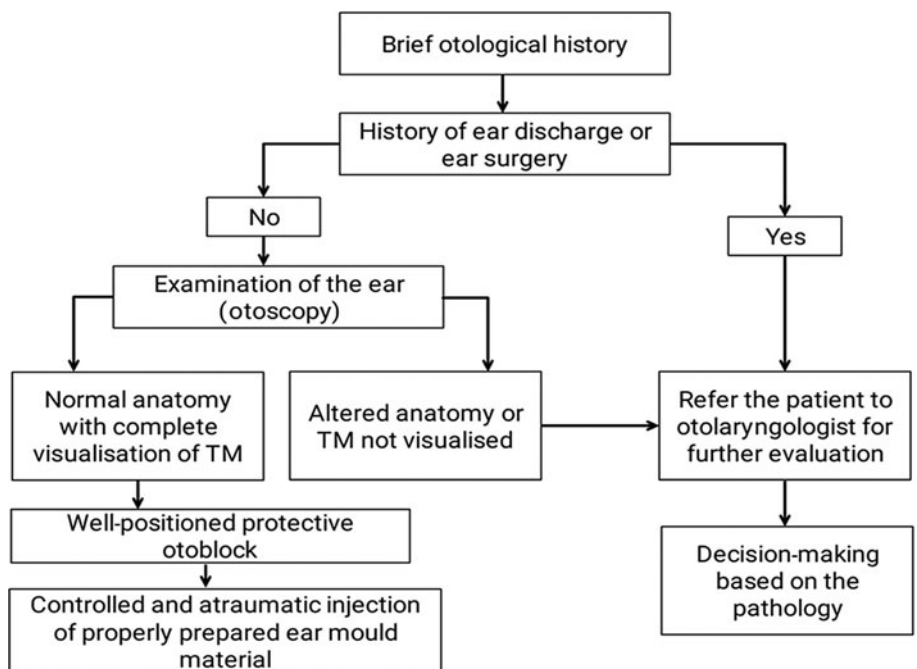 Brief otological history
History of ear discharge or
ear surgery
No
Yes
Examination of the ear
(otoscopy)
Normal anatomy
with complete
visualisation of TM
Altered anatomy or
TM not visualised
Refer the patient to
otolaryngologist for
further evaluation
Well-positioned protective
otoblock
Decision-making
based on the
pathology
Controlled and atraumatic injection
of properly prepared ear mould
material